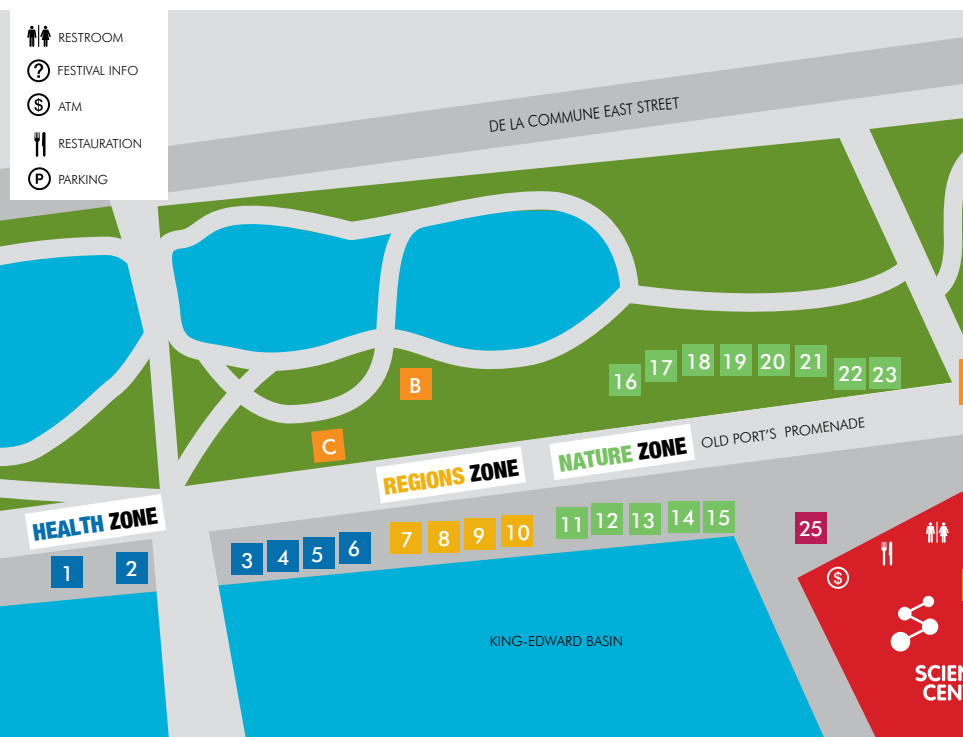 RESTROOM
? FESTIVAL INFO
$ ATM
RESTAURATION
P PARKING
DE LA COMMUNE EAST STREET
B
C
16 17 18 19 20 21 22 23
OLD PORT'S PROMENADE
NATURE ZONE
REGIONS ZONE
HEALTH ZONE
1 2 3 4 5 6 7 8 9 10 11 12 13 14 15
25
$
KING-EDWARD BASIN
SCIEN
CEN